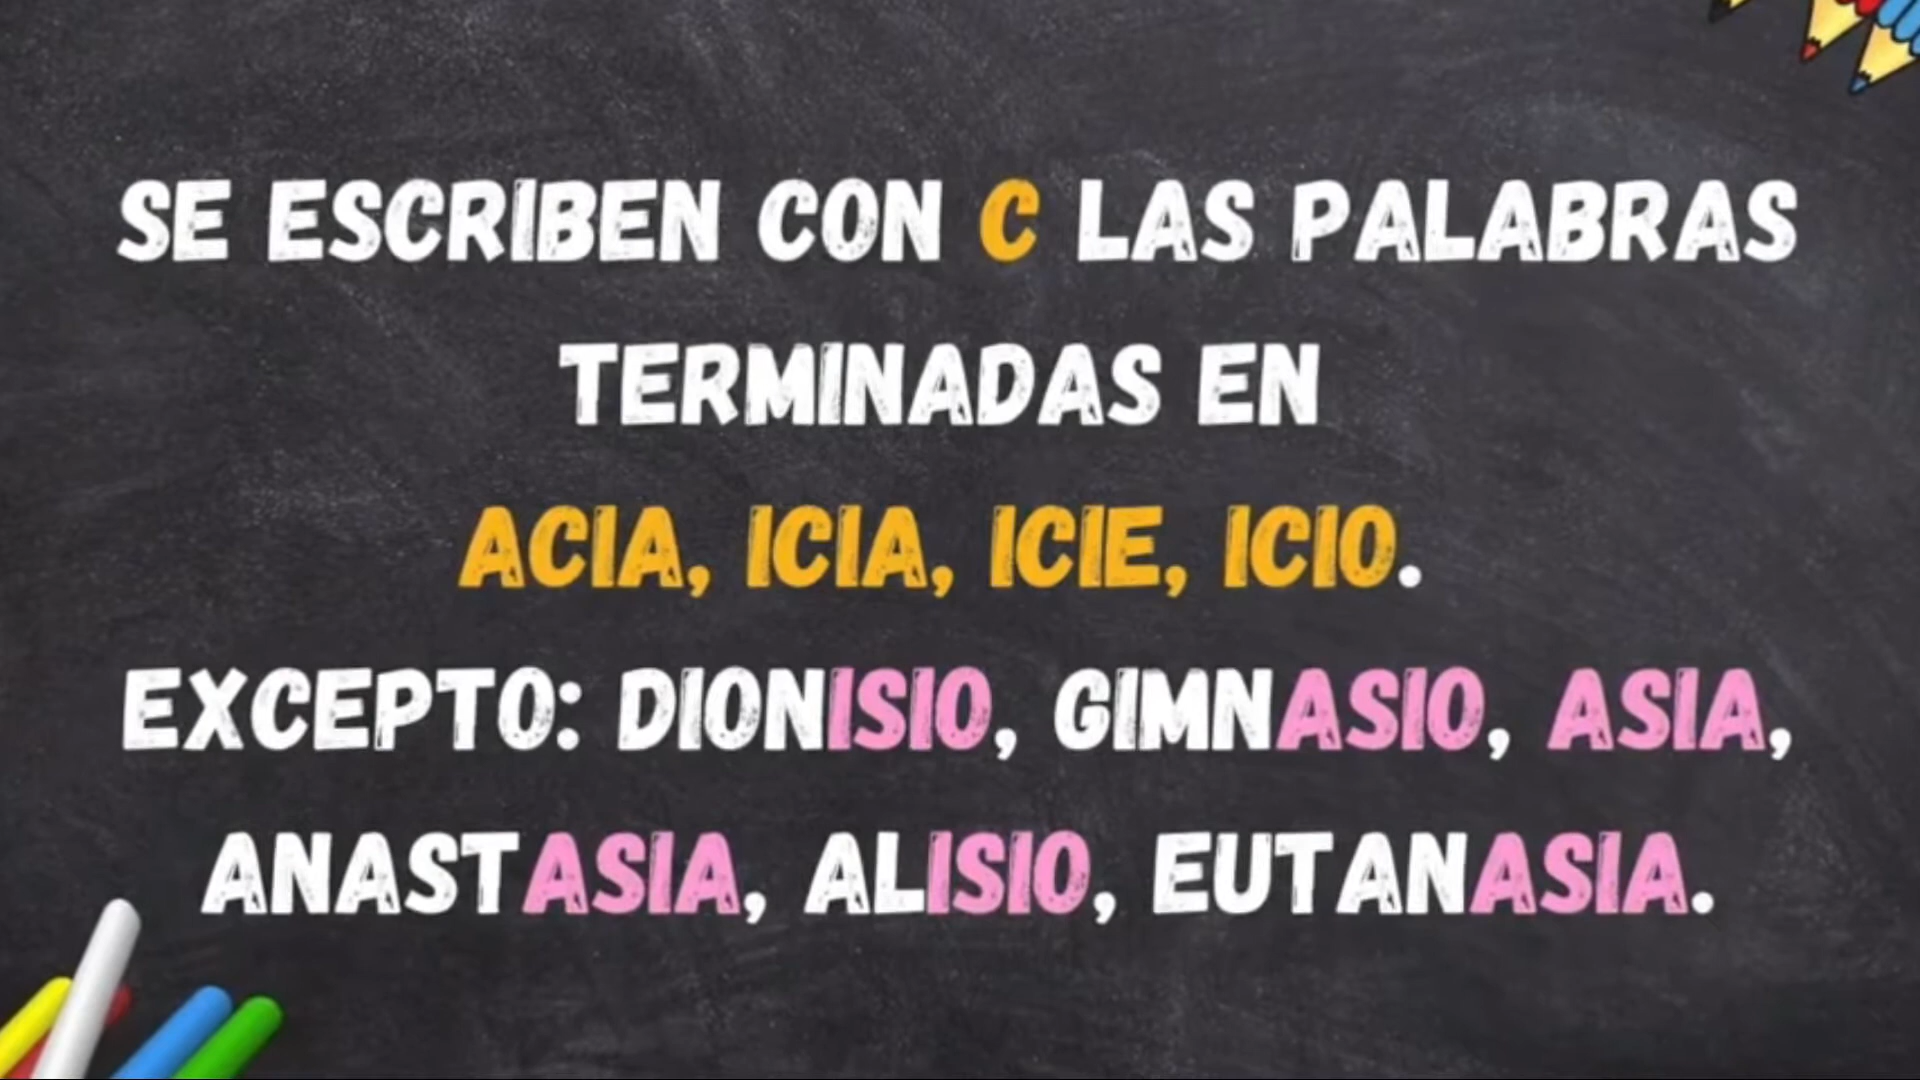 SE ESCRIBEN CON C LAS PALABRAS
TERMINADAS EN
ACIA, ICIA, ICIE, ICIO.
EXCEPTO: DIONISIO, GIMNASIO, ASIA,
ANASTASIA, ALISIO, EUTANASIA.